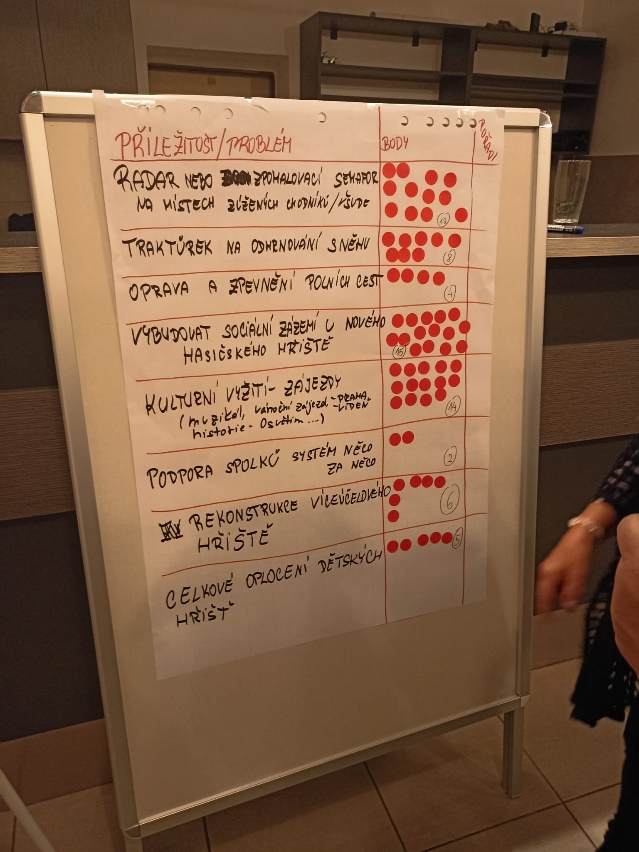 PŘÍLEŽITOST/PROBLÉM BODY POŘADÍ
RADAR NEBO ZPOMALOVACÍ SEMAFOR
NA MÍSTECH ZÚŽENÝCH CHODNÍKŮ/VŠUDE
TRAKTŮREK NA ODHRNOVÁNÍ SNĚHU 8
OPRAVA A ZPEVNĚNÍ POLNÍCH CEST 4
VYBUDOVAT SOCIÁLNÍ ZÁZEMÍ U NOVÉHO
HASIČSKÉHO HŘIŠTĚ 15
KULTURNÍ VYŽITÍ - ZÁJEZDY
(muzikál, vánoční zájezd - PRAHA,
historie - Osvětim...) VÍDEN 14
PODPORA SPOLKŮ SYSTÉM NĚCO
ZA NĚCO 2
REKONSTRUKCE VÍCEÚČELOVÉHO 6
HŘIŠTĚ
CELKOVÉ OPLOCENÍ DĚTSKÝCH 5
HŘIŠŤ